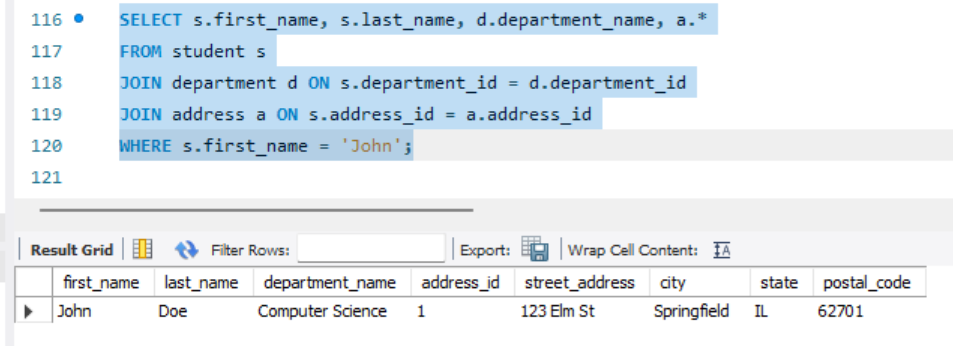 116 SELECT s.first_name, s.last_name, d.department_name, a.*
117 FROM student s
118 JOIN department d ON s.department_id = d.department_id
119 JOIN address a ON s.address_id = a.address_id
120 WHERE s.first_name = 'John';
121
Result Grid Filter Rows: Export: Wrap Cell Content: IA
first_name last_name department_name address_id street_address city state postal_code
John Doe Computer Science 1 123 Elm St Springfield IL 62701